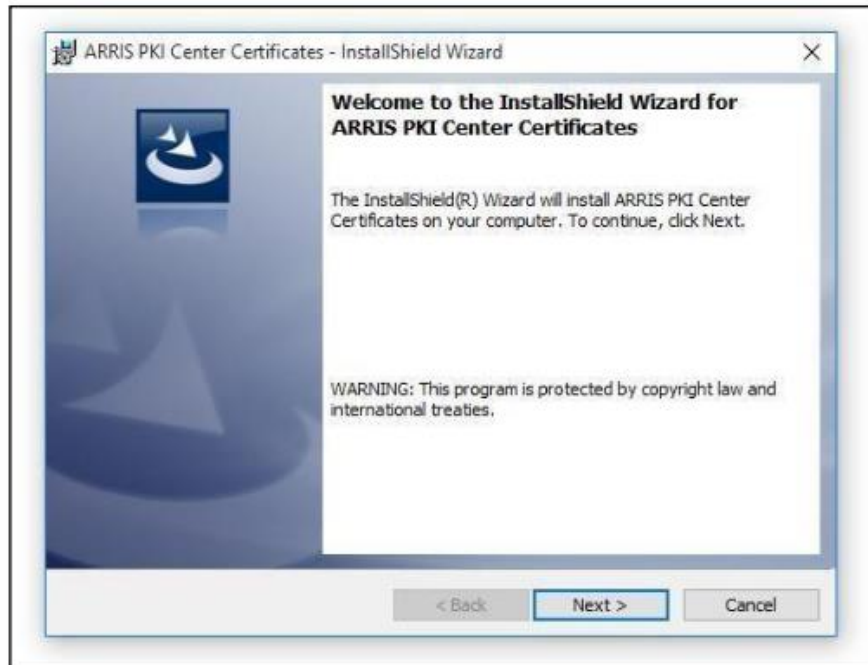 ARRIS PKI Center Certificates - InstallShield Wizard
Welcome to the InstallShield Wizard for
ARRIS PKI Center Certificates
The InstallShield(R) Wizard will install ARRIS PKI Center
Certificates on your computer. To continue, click Next.
WARNING: This program is protected by copyright law and
international treaties.
< Back Next > Cancel